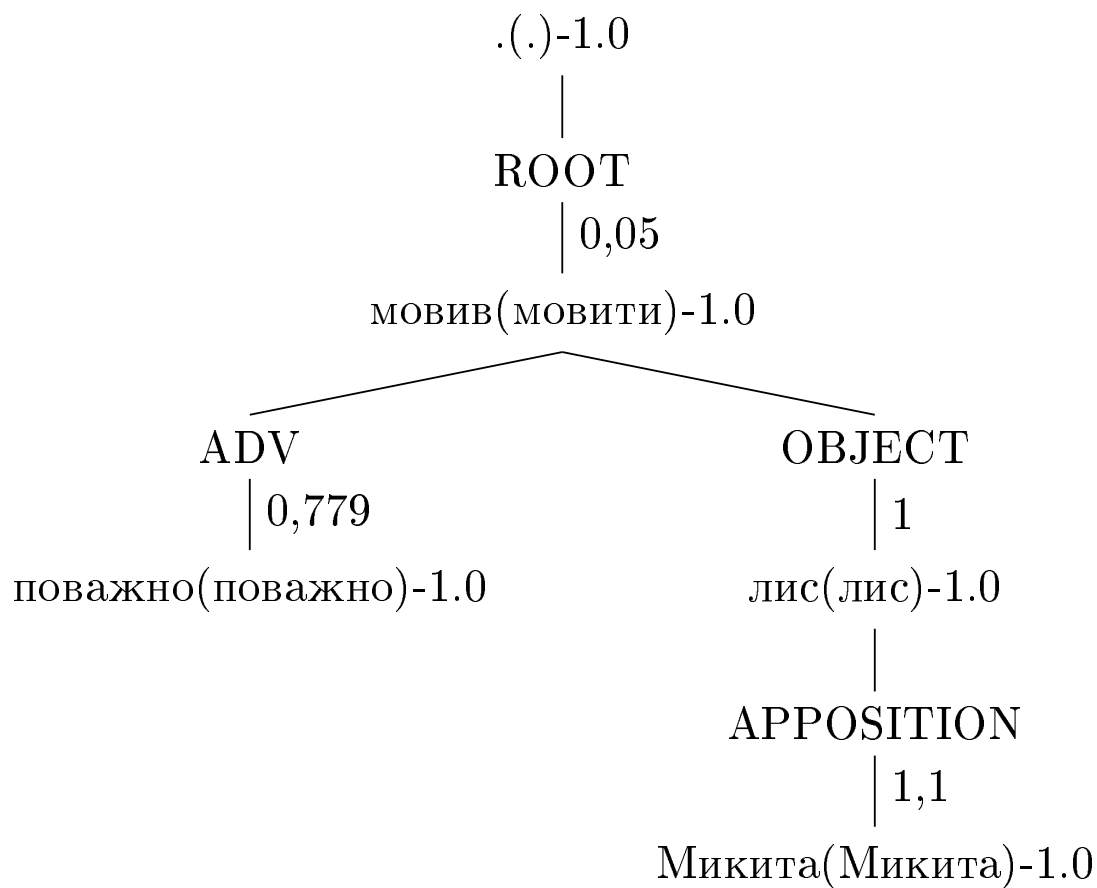 .(.)-1.0
ROOT
0,05
мовив(мовити)-1.0
ADV OBJECT
0,779 1
поважно(поважно)-1.0 лис(лис)-1.0
APPOSITION
1,1
Микита(Микита)-1.0